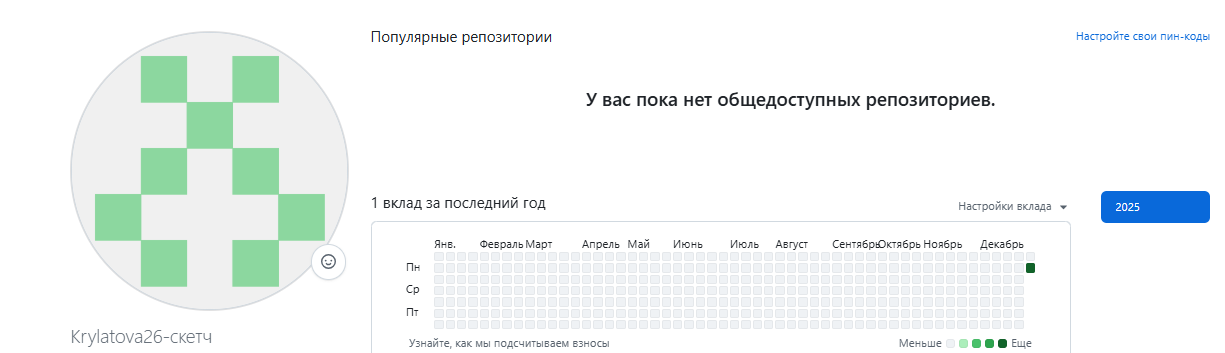 Популярные репозитории
Настройте свои пин-коды
У вас пока нет общедоступных репозиториев.
1 вклад за последний год
Настройки вклада
2025
Янв. Февраль Март Апрель Май Июнь Июль Август Сентябрь Октябрь Ноябрь Декабрь
Пн
Ср
Пт
Узнайте, как мы подсчитываем взносы
Меньше Еще
Krylatova26-скетч